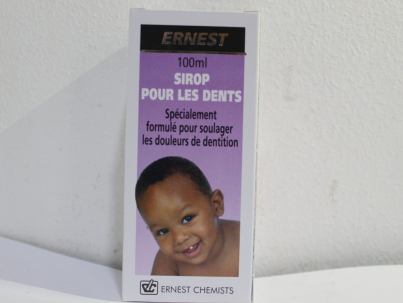 ERNEST
100ml
SIROP
POUR LES DENTS
Spécialement
formulé pour soulager
les douleurs de dentition
ERNEST CHEMISTS